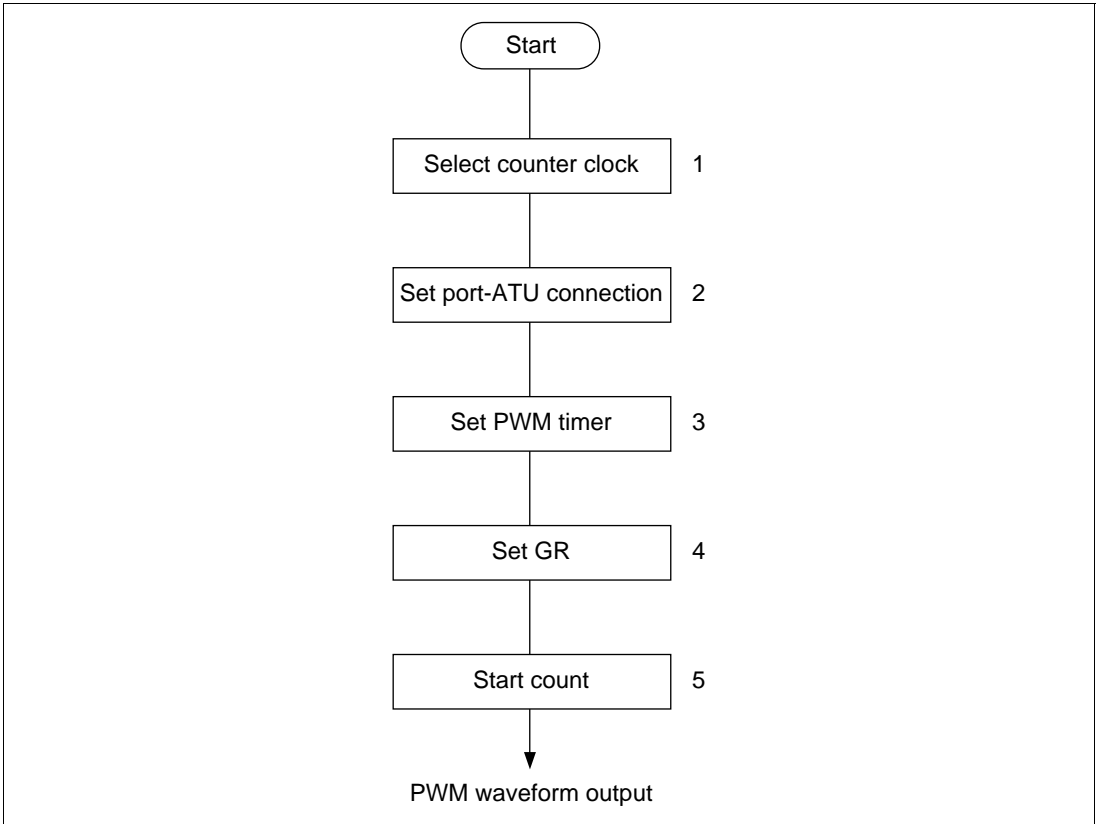 Start
Select counter clock 1
Set port-ATU connection 2
Set PWM timer 3
Set GR 4
Start count 5
PWM waveform output